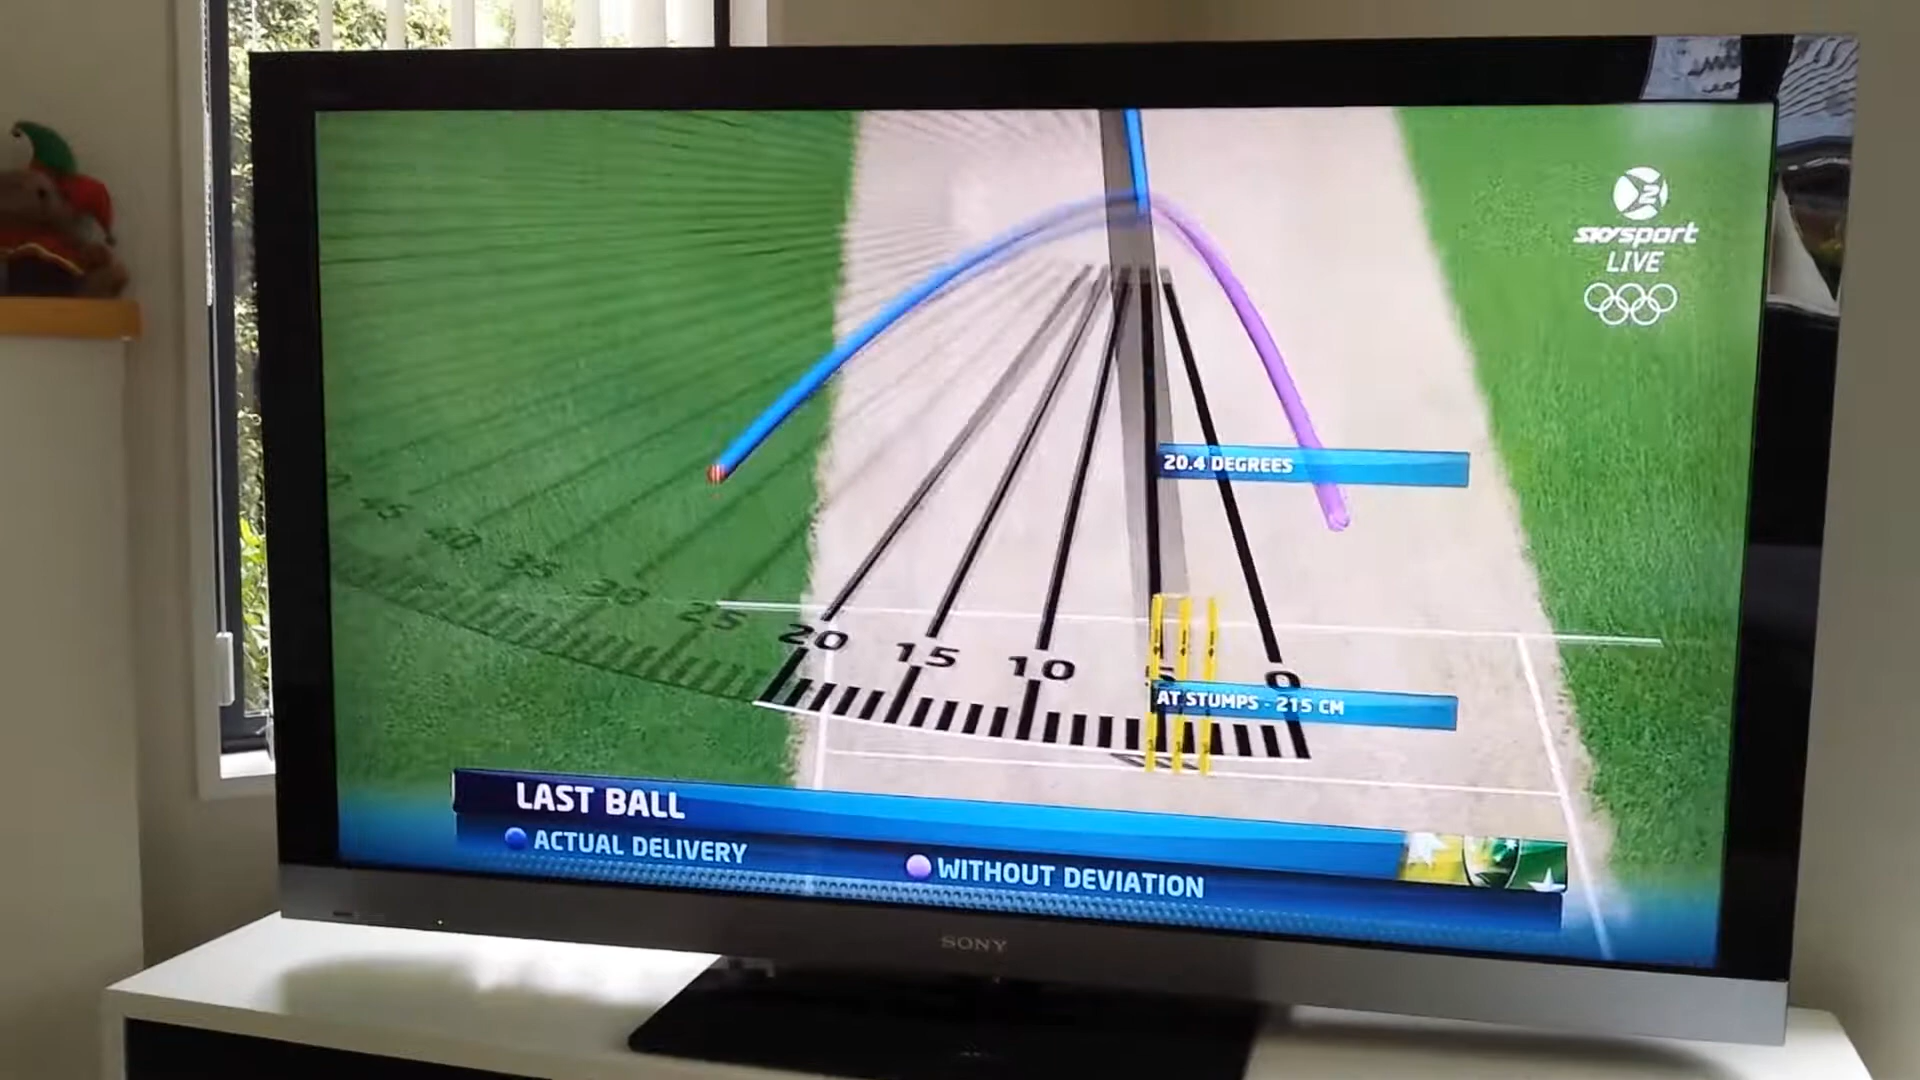 2
sky sport
LIVE
20.4 DEGREES
45
40
35
30
25
20
15
10
5
0
AT STUMPS - 215 CM
LAST BALL
ACTUAL DELIVERY
WITHOUT DEVIATION
SONY